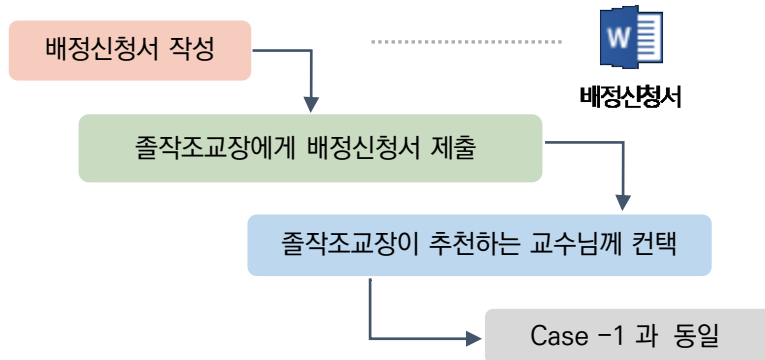 배정신청서 작성
W
배정신청서
졸작조교장에게 배정신청서 제출
졸작조교장이 추천하는 교수님께 컨택
Case -1 과 동일